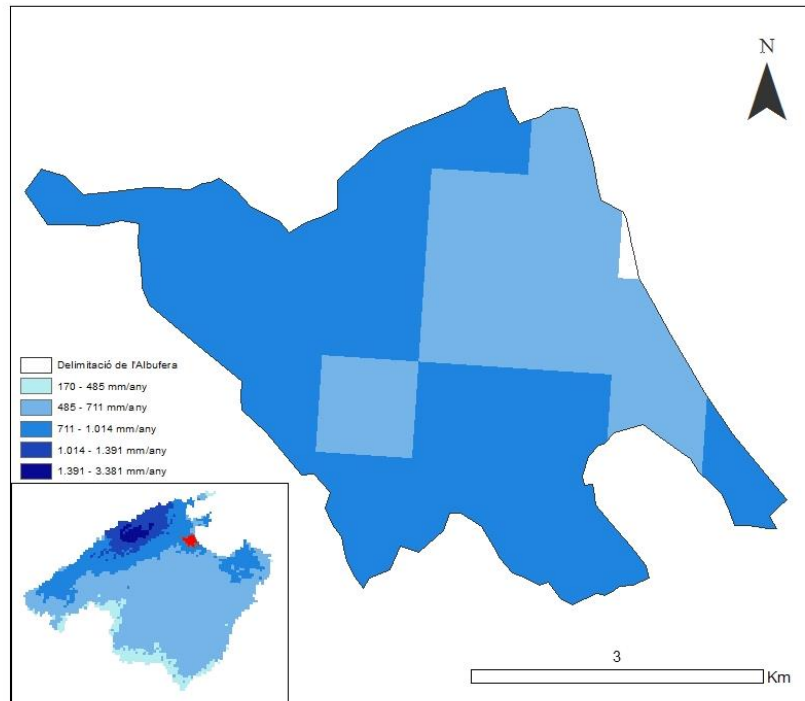 N
Delimitació de l'Albufera
170 - 485 mm/any
485 - 711 mm/any
711 - 1.014 mm/any
1.014 - 1.391 mm/any
1.391 - 3.381 mm/any
3
Km